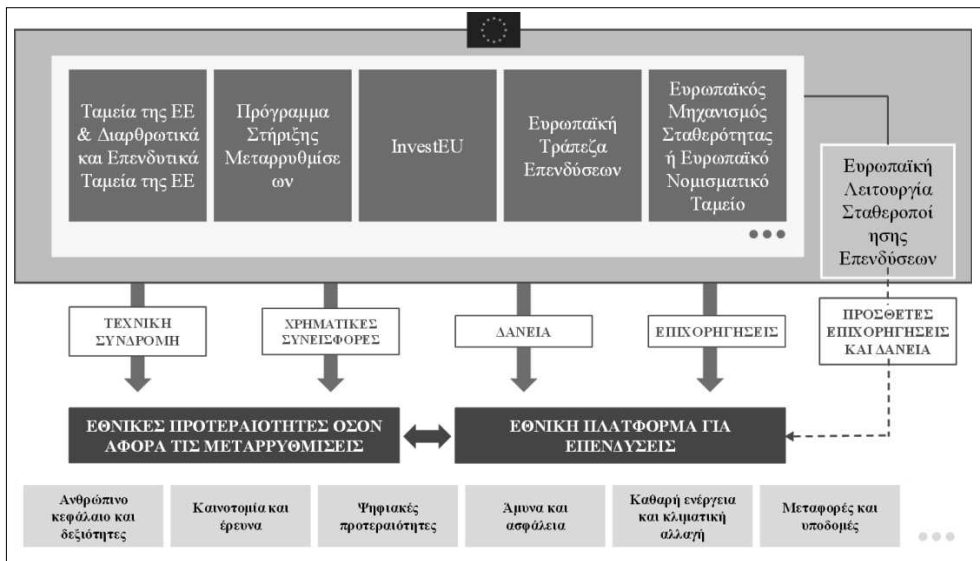 Ταμεία της ΕΕ
& Διαρθρωτικά
και Επενδυτικά
Ταμεία της ΕΕ
Πρόγραμμα
Στήριξης
Μεταρρυθμίσε
ων
InvestEU
Ευρωπαϊκή
Τράπεζα
Επενδύσεων
Ευρωπαϊκός
Μηχανισμός
Σταθερότητας
ή Ευρωπαϊκό
Νομισματικό
Ταμείο
Ευρωπαϊκή
Λειτουργία
Σταθεροποί
ησης
Επενδύσεων
ΤΕΧΝΙΚΗ
ΣΥΝΔΡΟΜΗ
ΧΡΗΜΑΤΙΚΕΣ
ΣΥΝΕΙΣΦΟΡΕΣ
ΔΑΝΕΙΑ
ΕΠΙΧΟΡΗΓΗΣΕΙΣ
ΠΡΟΣΘΕΤΕΣ
ΕΠΙΧΟΡΗΓΗΣΕΙΣ
ΚΑΙ ΔΑΝΕΙΑ
ΕΘΝΙΚΕΣ ΠΡΟΤΕΡΑΙΟΤΗΤΕΣ ΟΣΟΝ
ΑΦΟΡΑ ΤΙΣ ΜΕΤΑΡΡΥΘΜΙΣΕΙΣ
ΕΘΝΙΚΗ ΠΛΑΤΦΟΡΜΑ ΓΙΑ
ΕΠΕΝΔΥΣΕΙΣ
Ανθρώπινο
κεφάλαιο και
δεξιότητες
Καινοτομία και
έρευνα
Ψηφιακές
προτεραιότητες
Άμυνα και
ασφάλεια
Καθαρή ενέργεια
και κλιματική
αλλαγή
Μεταφορές και
υποδομές